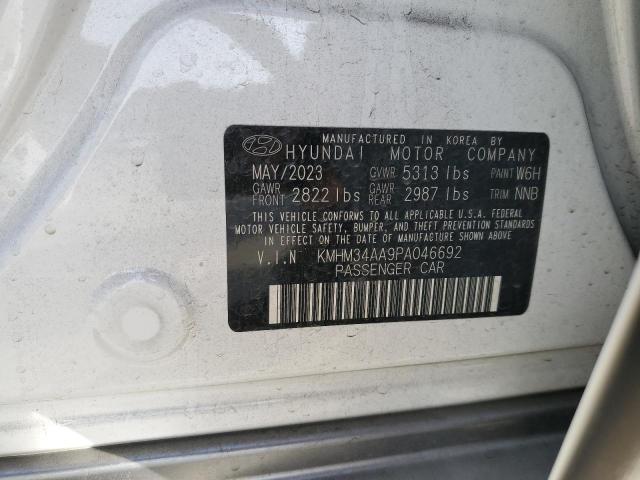 MANUFACTURED IN KOREA BY
HYUNDAI MOTOR COMPANY
MAY/2023 GVWR 5313 lbs PAINT W6H
GAWR FRONT 2822 lbs GAWR REAR 2987 lbs TRIM NNB
THIS VEHICLE CONFORMS TO ALL APPLICABLE U.S.A. FEDERAL
MOTOR VEHICLE SAFETY, BUMPER, AND THEFT PREVENTION STANDARDS
IN EFFECT ON THE DATE OF MANUFACTURE SHOWN ABOVE.
V.I.N KMHM34AA9PA046692
PASSENGER CAR